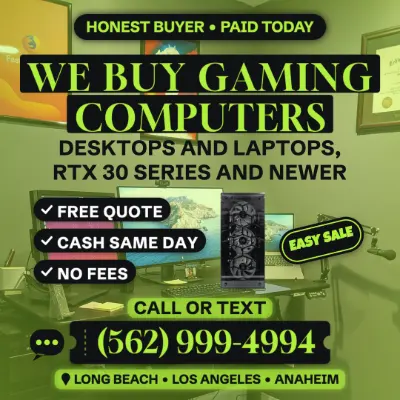 HONEST BUYER • PAID TODAY
WE BUY GAMING
COMPUTERS
DESKTOPS AND LAPTOPS,
RTX 30 SERIES AND NEWER
FREE QUOTE
CASH SAME DAY
NO FEES
EASY SALE
CALL OR TEXT
(562) 999-4994
LONG BEACH • LOS ANGELES • ANAHEIM